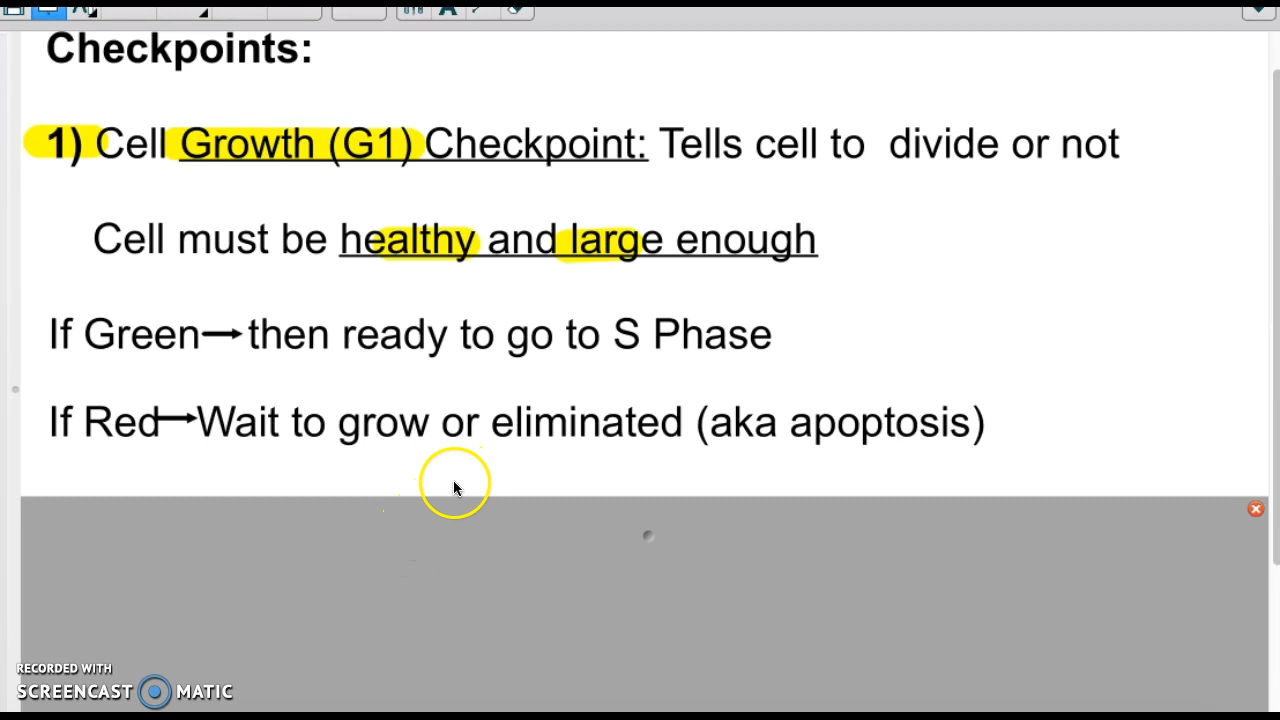 Checkpoints:
1) Cell Growth (G1) Checkpoint: Tells cell to divide or not
Cell must be healthy and large enough
If Green→then ready to go to S Phase
If Red→Wait to grow or eliminated (aka apoptosis)
RECORDED WITH
SCREENCAST MATIC